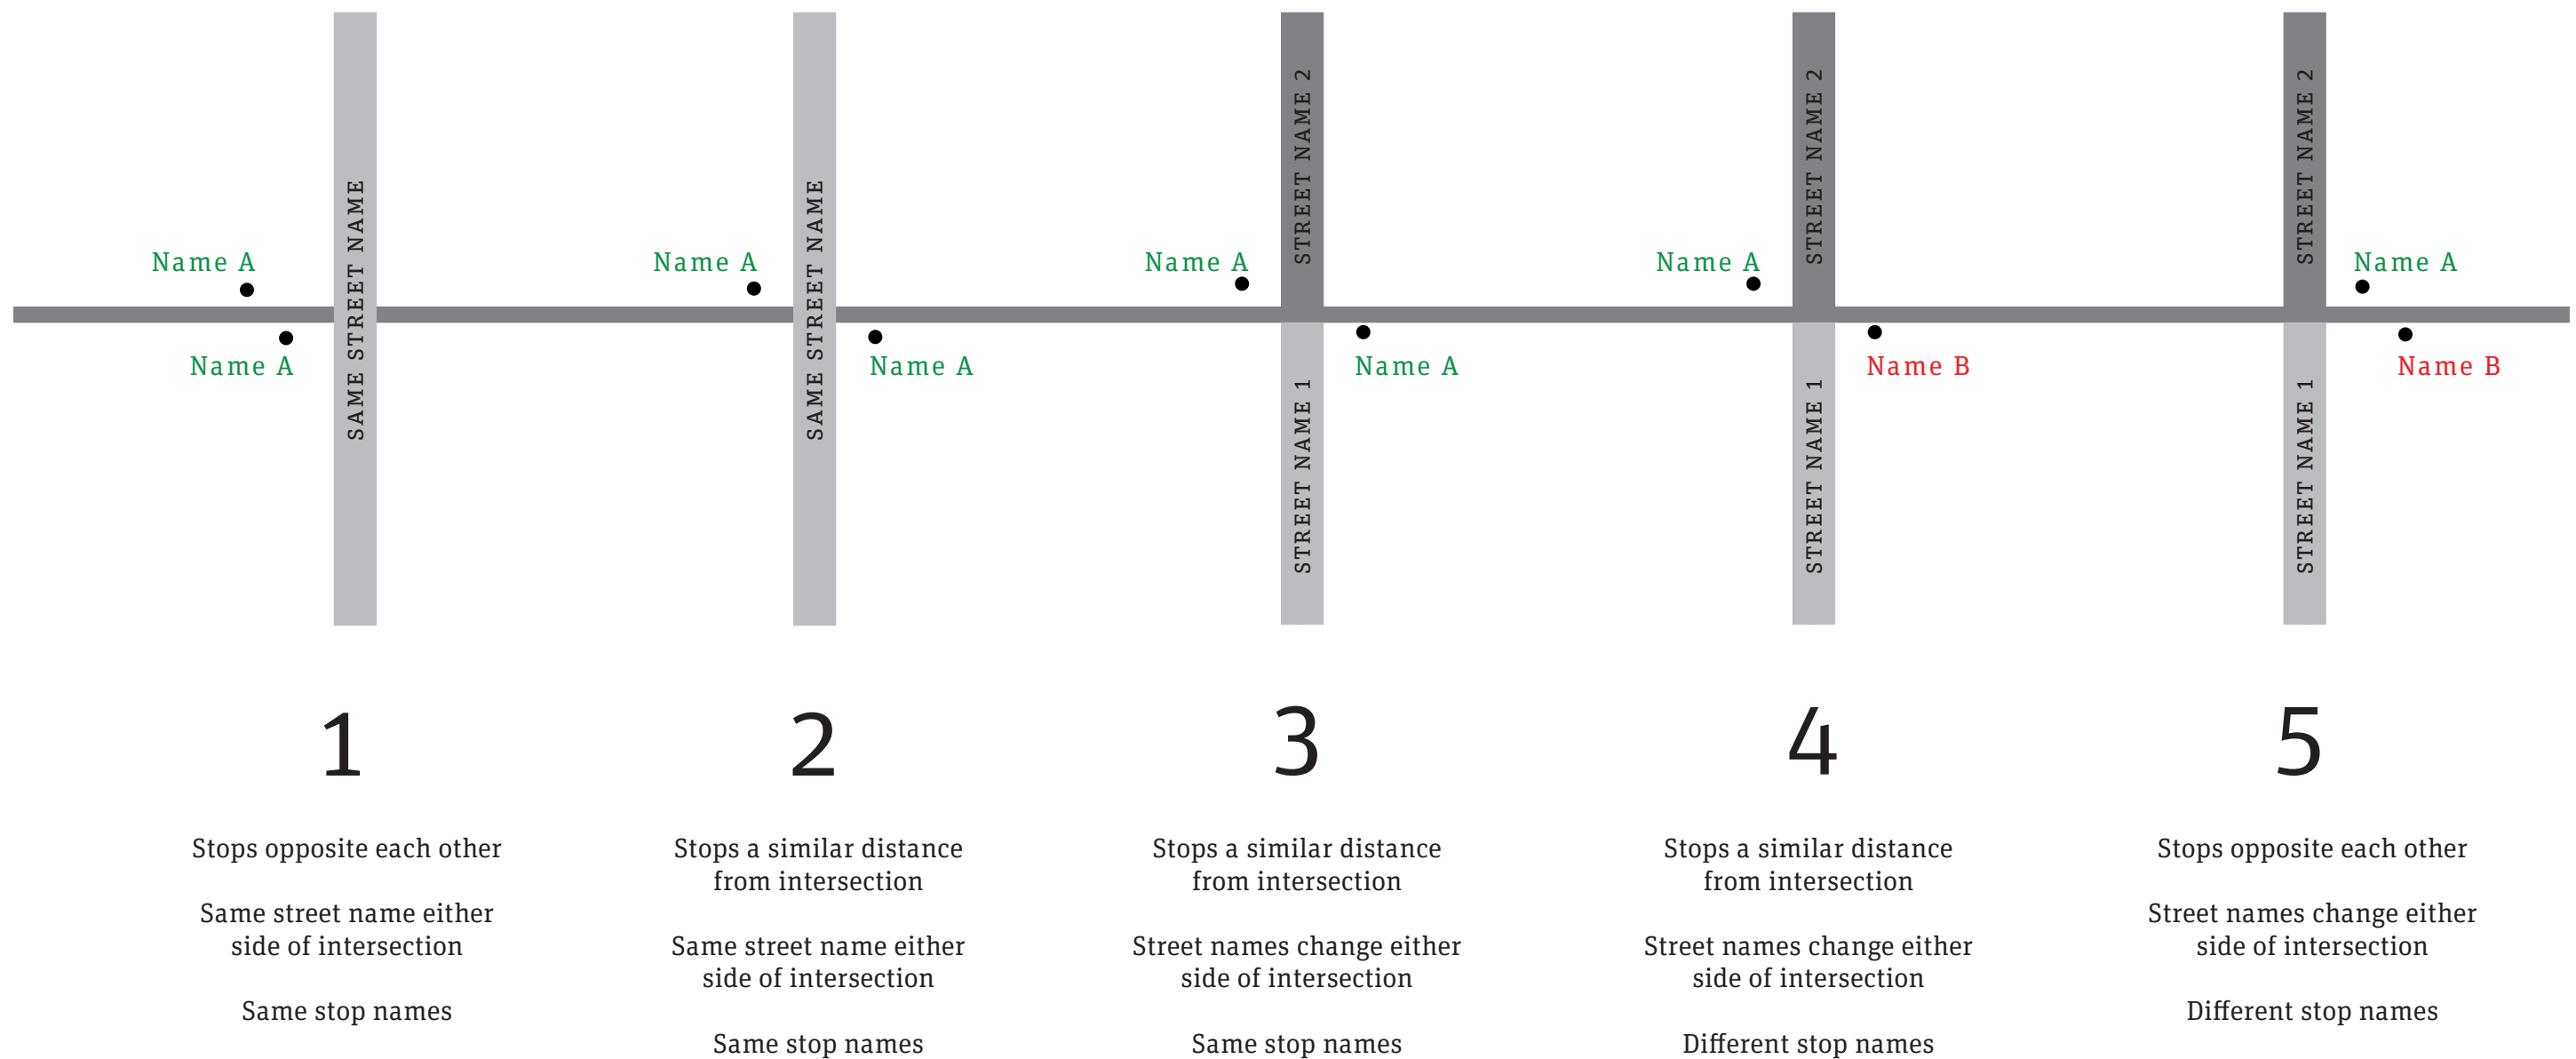 Name A
Name A
SAME STREET NAME
Name A
Name A
SAME STREET NAME
Name A
Name A
STREET NAME 2
STREET NAME 1
Name A
Name B
STREET NAME 2
STREET NAME 1
Name A
Name B
STREET NAME 2
STREET NAME 1
1
Stops opposite each other
Same street name either
side of intersection
Same stop names
2
Stops a similar distance
from intersection
Same street name either
side of intersection
Same stop names
3
Stops a similar distance
from intersection
Street names change either
side of intersection
Same stop names
4
Stops a similar distance
from intersection
Street names change either
side of intersection
Different stop names
5
Stops opposite each other
Street names change either
side of intersection
Different stop names